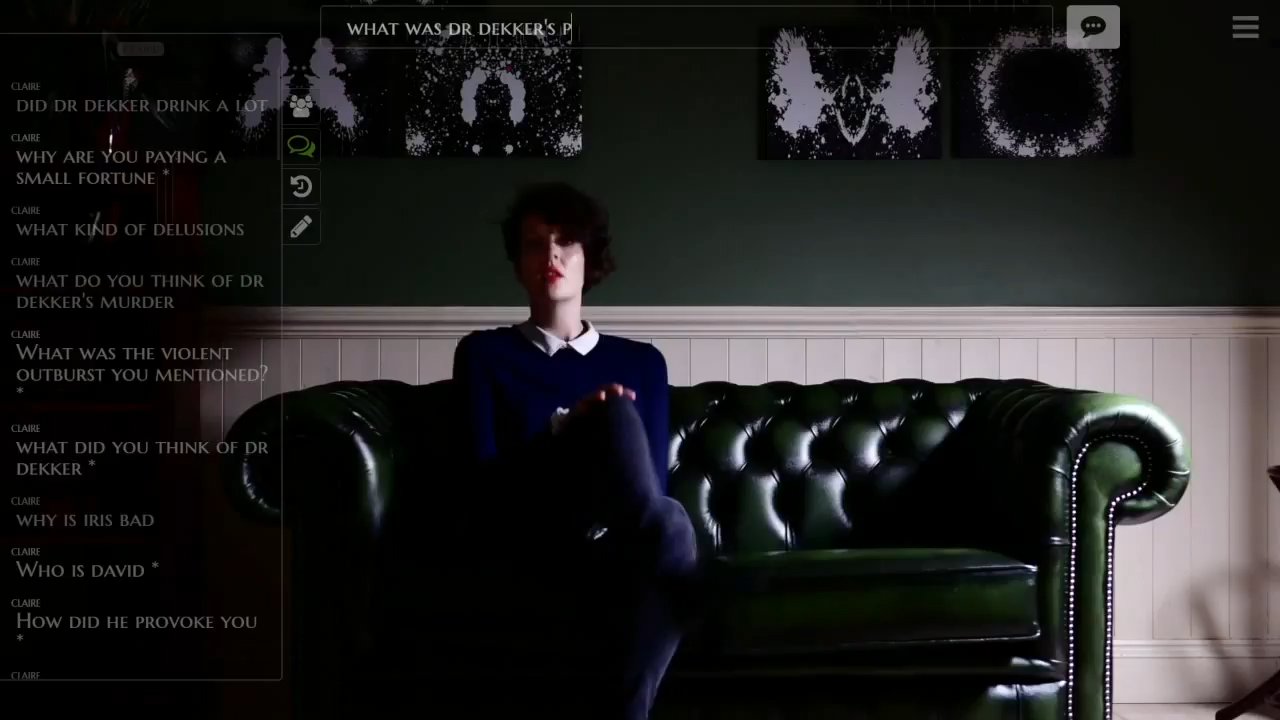 WHAT WAS DR DEKKER'S P
CLAIRE
DID DR DEKKER DRINK A LOT
CLAIRE
WHY ARE YOU PAYING A
SMALL FORTUNE *
CLAIRE
WHAT KIND OF DELUSIONS
CLAIRE
WHAT DO YOU THINK OF DR
DEKKER'S MURDER
CLAIRE
WHAT WAS THE VIOLENT
OUTBURST YOU MENTIONED?
*
CLAIRE
WHAT DID YOU THINK OF DR
DEKKER *
CLAIRE
WHY IS IRIS BAD
CLAIRE
WHO IS DAVID *
CLAIRE
HOW DID HE PROVOKE YOU
*
CLAIRE